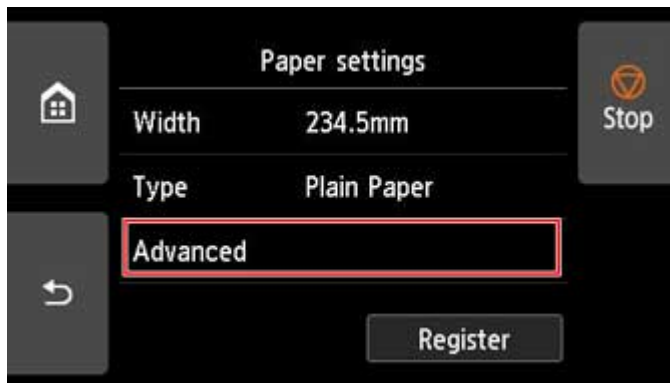 Paper settings
Stop
Width 234.5mm
Type Plain Paper
Advanced
Register